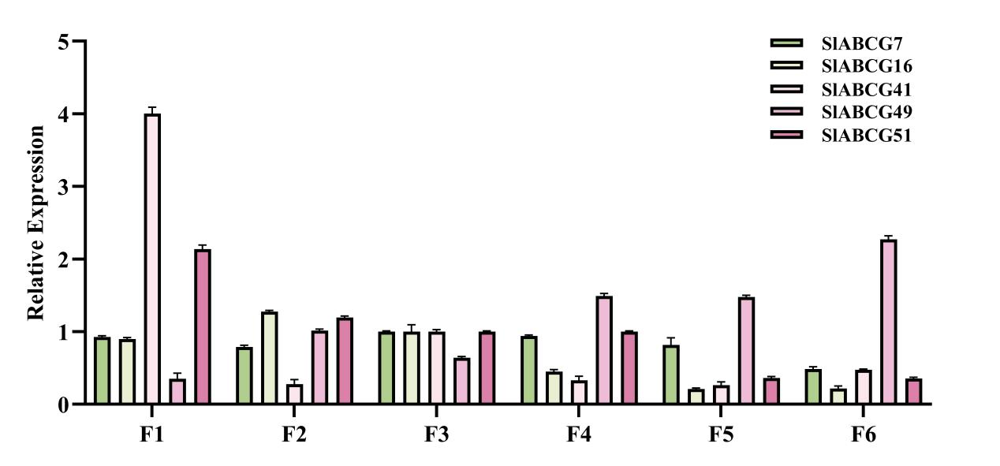 SlABCG7
SlABCG16
SlABCG41
SlABCG49
SlABCG51
Relative Expression
5
4
3
2
1
0
F1 F2 F3 F4 F5 F6